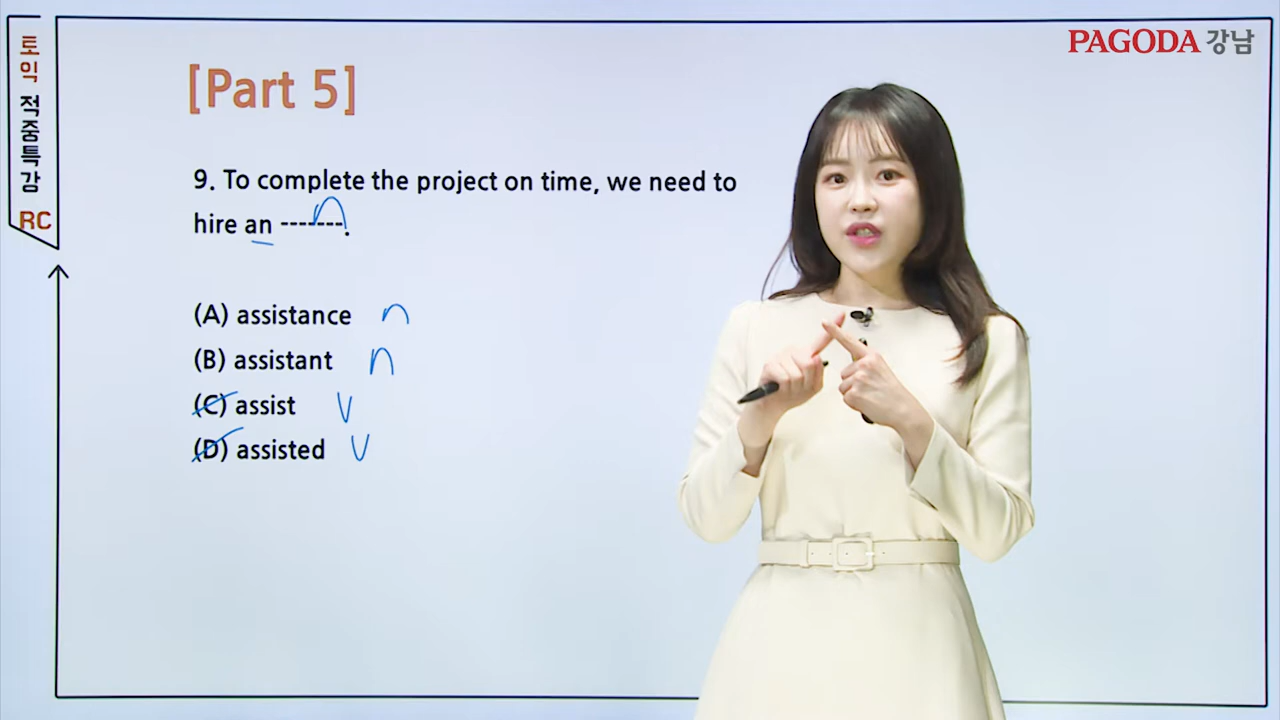 PAGODA 강남
토익 적중특강 RC
[Part 5]
9. To complete the project on time, we need to
hire an -------.
n
(A) assistance n
(B) assistant n
(C) assist v
(D) assisted v